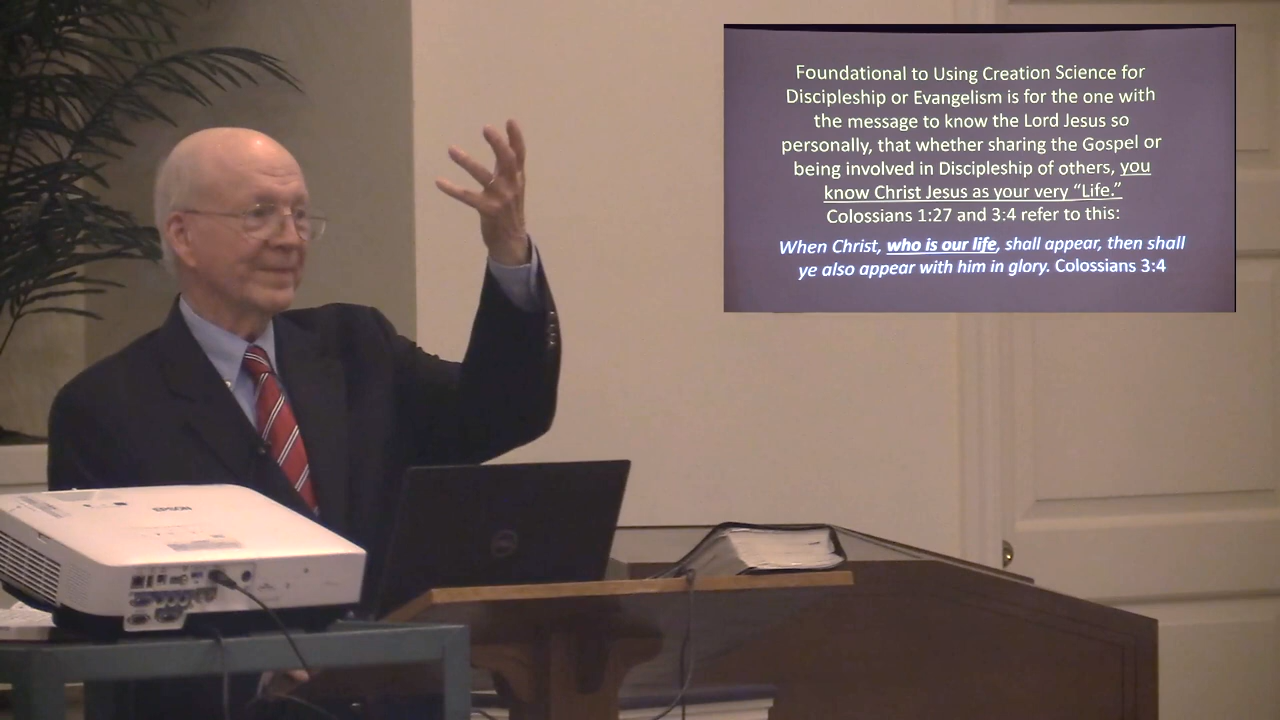 Foundational to Using Creation Science for
Discipleship or Evangelism is for the one with
the message to know the Lord Jesus so
personally, that whether sharing the Gospel or
being involved in Discipleship of others, you
know Christ Jesus as your very “Life.”
Colossians 1:27 and 3:4 refer to this:
When Christ, who is our life, shall appear, then shall
ye also appear with him in glory. Colossians 3:4
EPSON
DELL